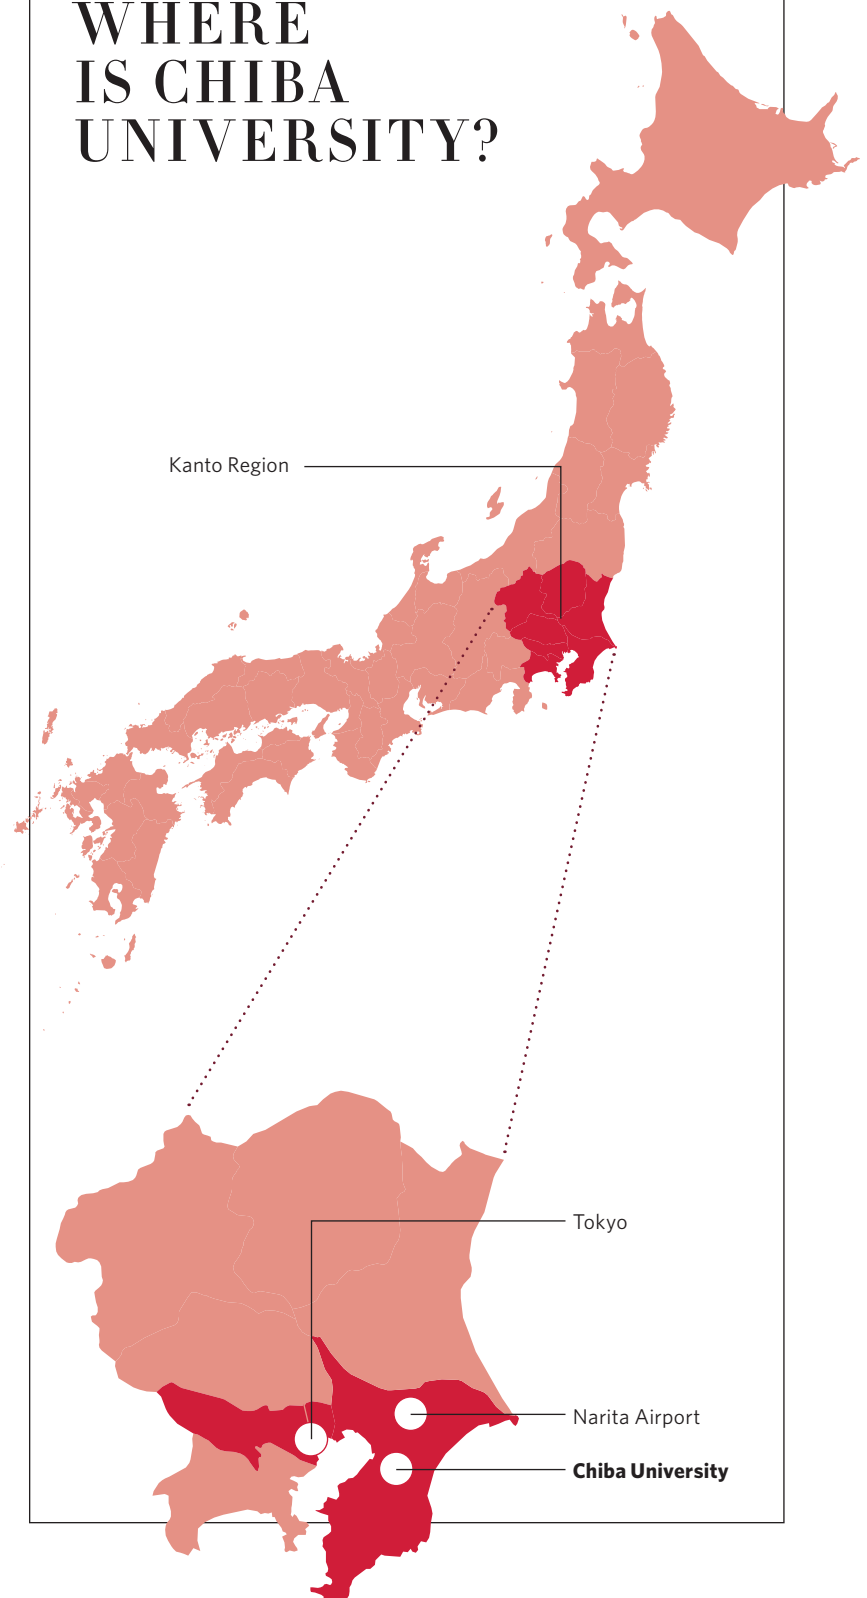 WHERE
IS CHIBA
UNIVERSITY?
Kanto Region
Tokyo
Narita Airport
Chiba University